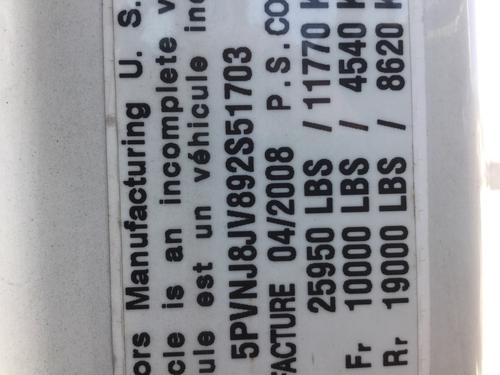 ors Manufacturing U. S.
cle is an incomplete v
ule est un véhicule inc
5PVNJ8JV892S51703
FACTURE 04/2008 P.S.CO
25950 LBS / 11770 K
Fr 10000 LBS / 4540 K
Rr 19000 LBS / 8620 K